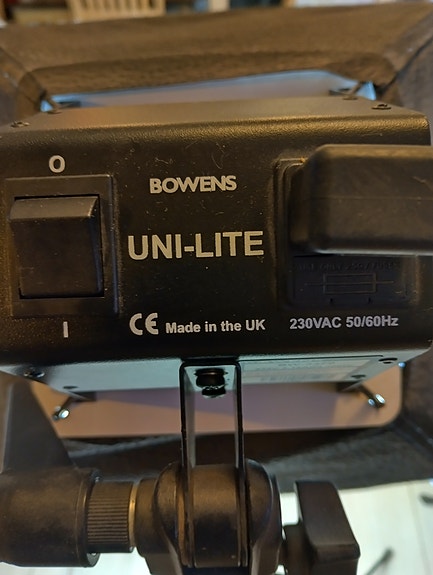 O
BOWENS
UNI-LITE
I
CE Made in the UK
230VAC 50/60Hz